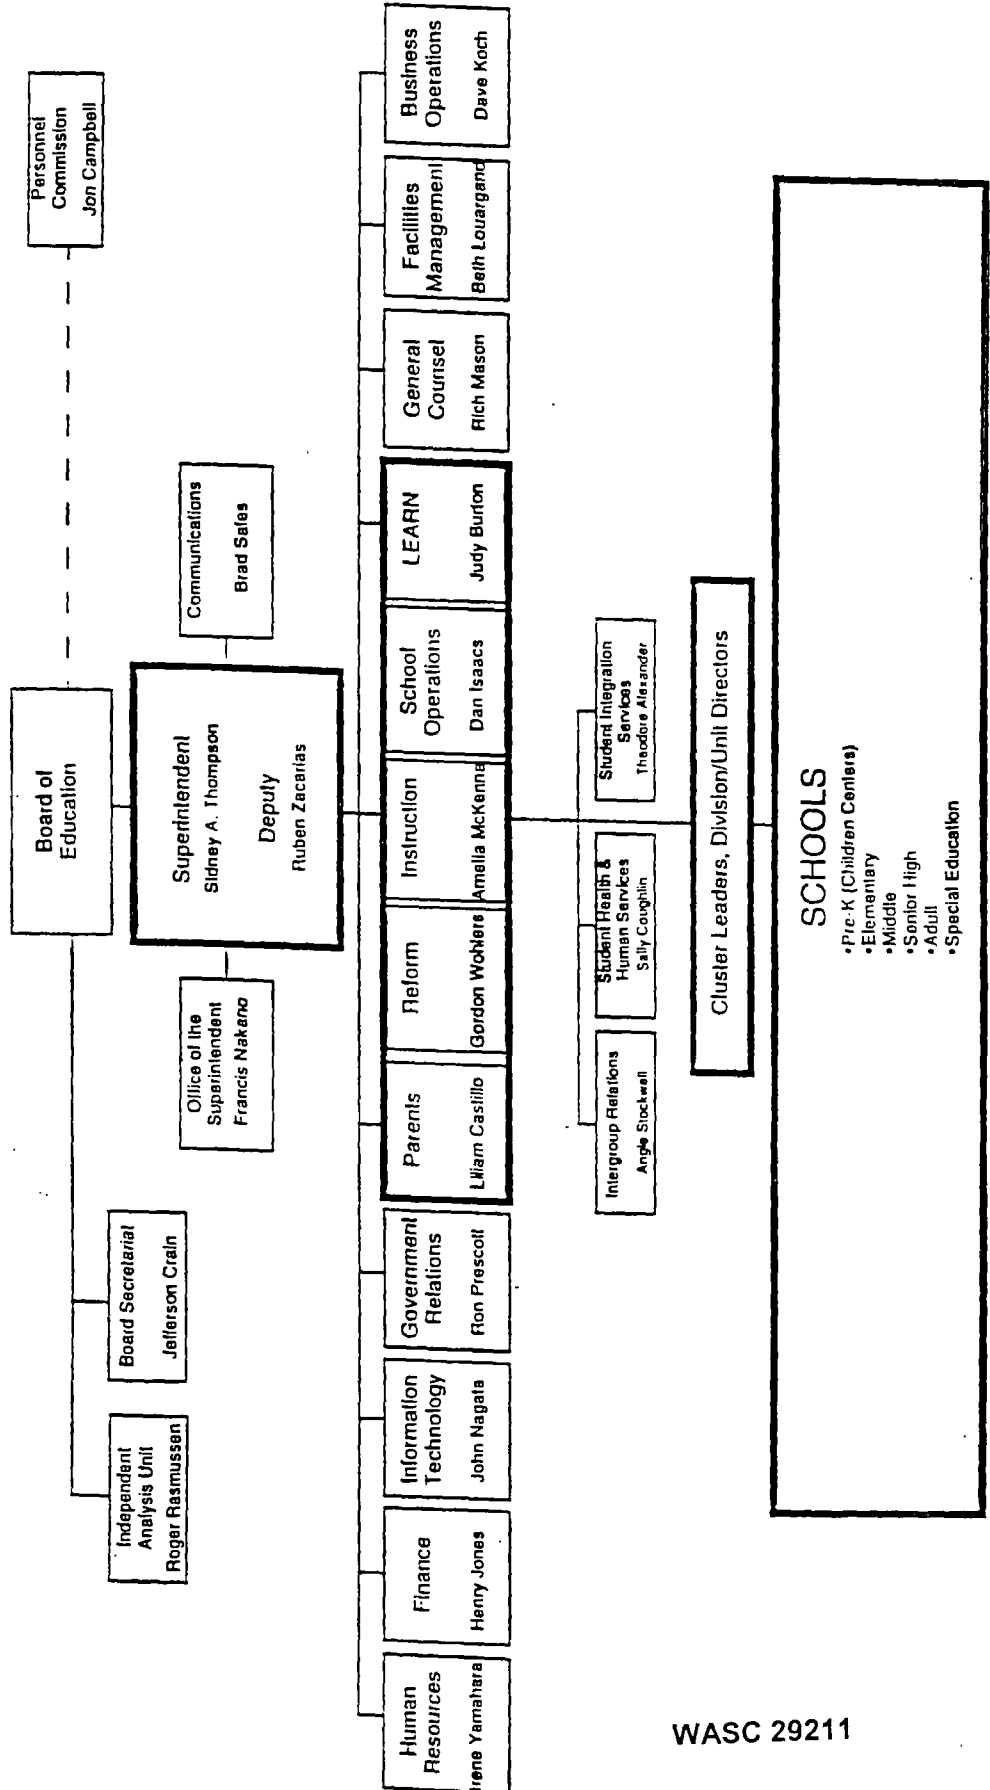 Board of
Education
Personnel
Commission
Jon Campbell
Independent
Analysis Unit
Roger Rasmussen
Board Secretariat
Jefferson Crain
Superintendent
Sidney A. Thompson
Deputy
Ruben Zacarias
Office of the
Superintendent
Francis Nakano
Communications
Brad Sales
Human
Resources
Irene Yamahara
Finance
Henry Jones
Information
Technology
John Nagata
Government
Relations
Ron Prescott
Parents
Liliam Castillo
Reform
Gordon Wohlers
Instruction
Amelia McKenna
School
Operations
Dan Isaacs
LEARN
Judy Burton
General
Counsel
Rich Mason
Facilities
Management
Beth Louargand
Business
Operations
Dave Koch
Intergroup Relations
Angie Stockwell
Student Health &
Human Services
Sally Coughlin
Student Integration
Services
Theodore Alexander
Cluster Leaders, Division/Unit Directors
SCHOOLS
•Pre-K (Children Centers)
•Elementary
•Middle
•Senior High
•Adult
•Special Education
WASC 29211